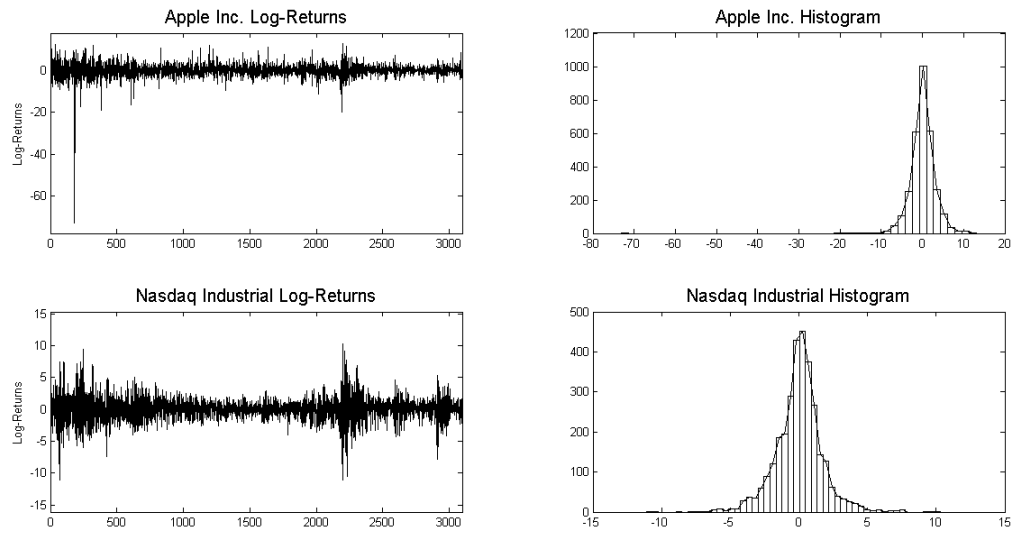 Apple Inc. Log-Returns
0
-20
-40
-60
Log-Returns
0 500 1000 1500 2000 2500 3000
Apple Inc. Histogram
1200
1000
800
600
400
200
0
-80 -70 -60 -50 -40 -30 -20 -10 0 10 20
Nasdaq Industrial Log-Returns
15
10
5
0
-5
-10
-15
Log-Returns
0 500 1000 1500 2000 2500 3000
Nasdaq Industrial Histogram
500
400
300
200
100
0
-15 -10 -5 0 5 10 15